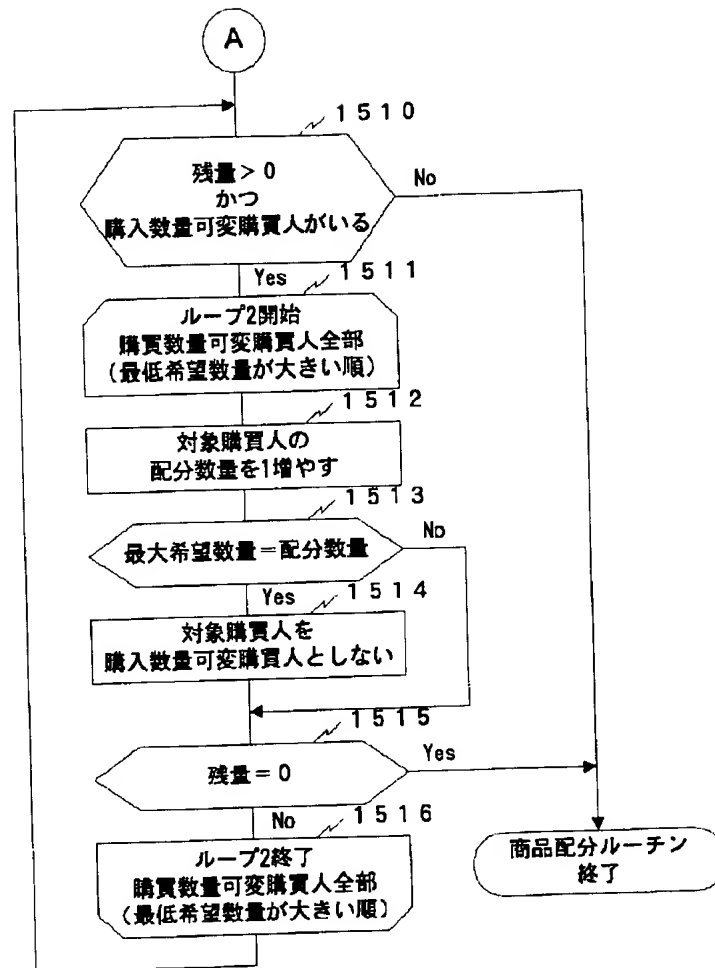 A
1510
残量>0
かつ
購入数量可変購買人がいる
No
Yes
1511
ループ2開始
購買数量可変購買人全部
(最低希望数量が大きい順)
1512
対象購買人の
配分数量を1増やす
1513
最大希望数量=配分数量
No
Yes
1514
対象購買人を
購入数量可変購買人としない
1515
残量=0
Yes
No
1516
ループ2終了
購買数量可変購買人全部
(最低希望数量が大きい順)
商品配分ルーチン
終了